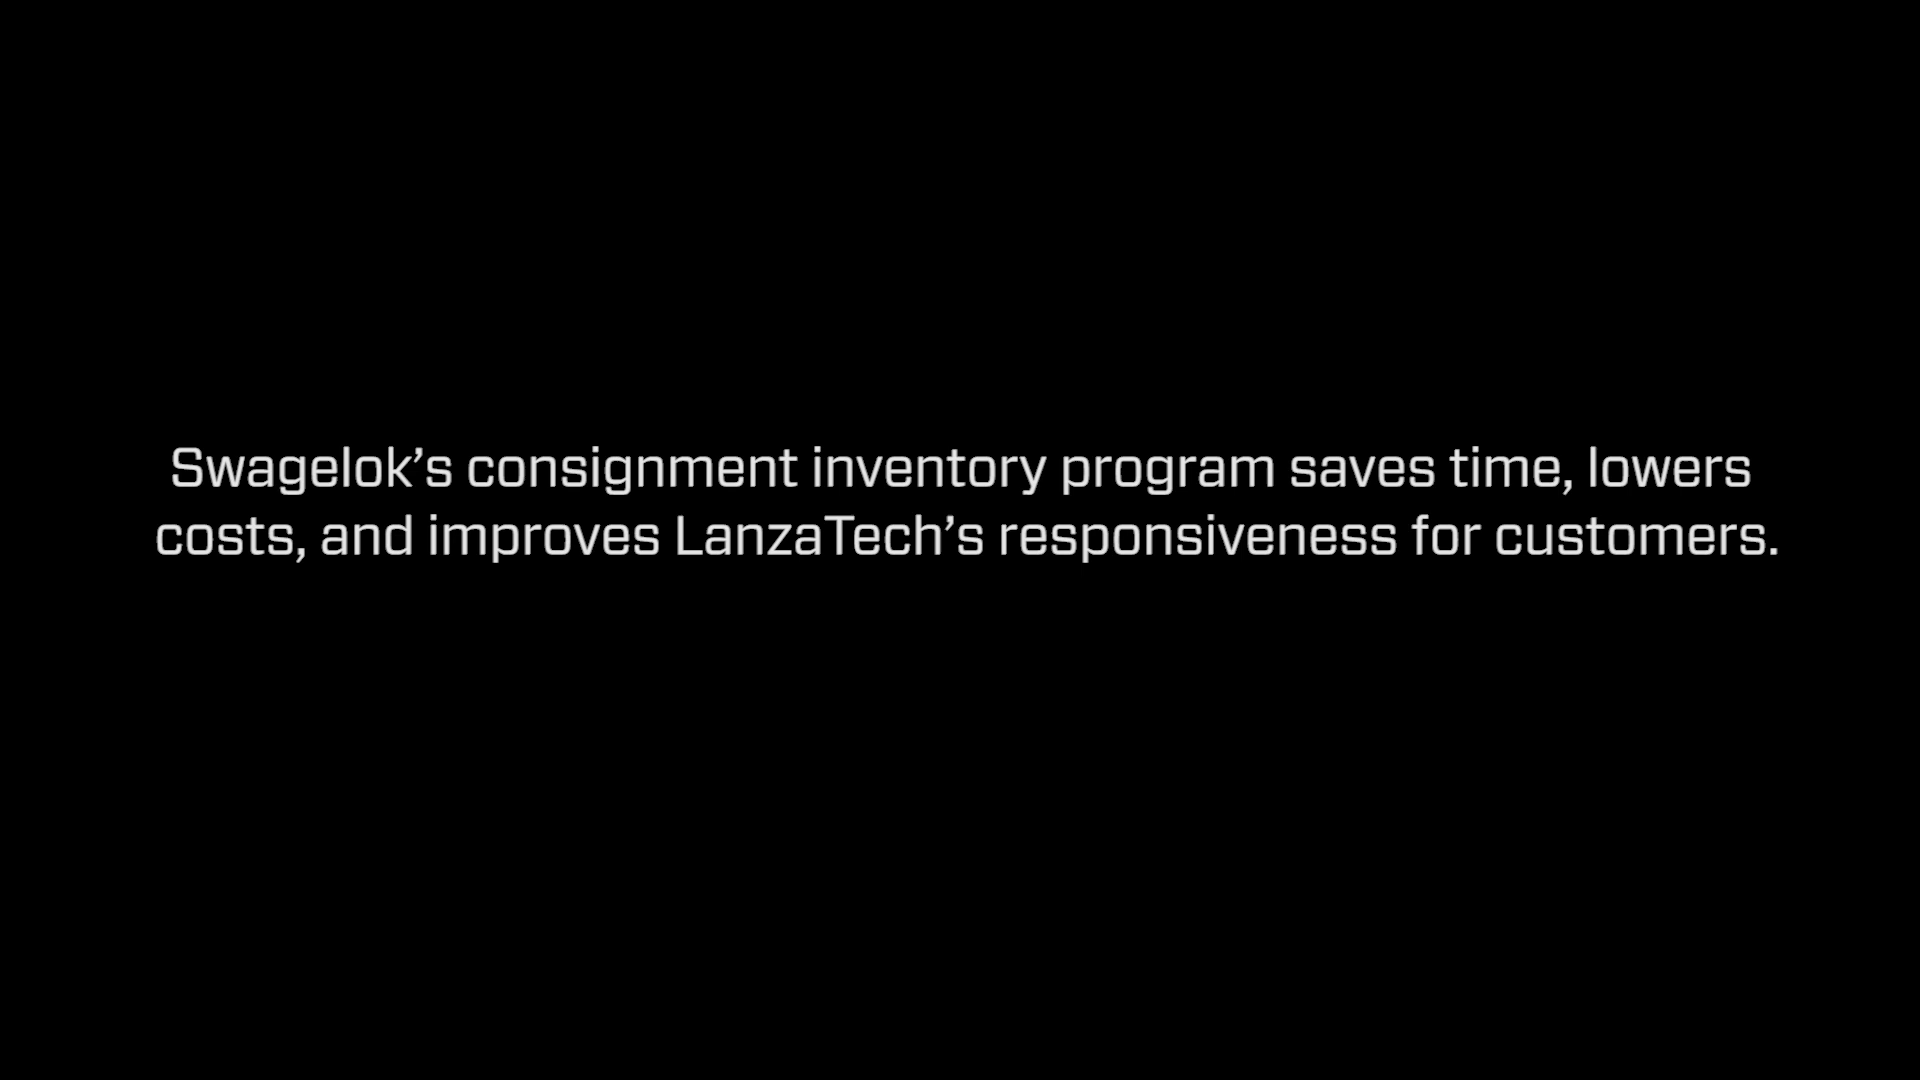 Swagelok’s consignment inventory program saves time, lowers
costs, and improves LanzaTech’s responsiveness for customers.